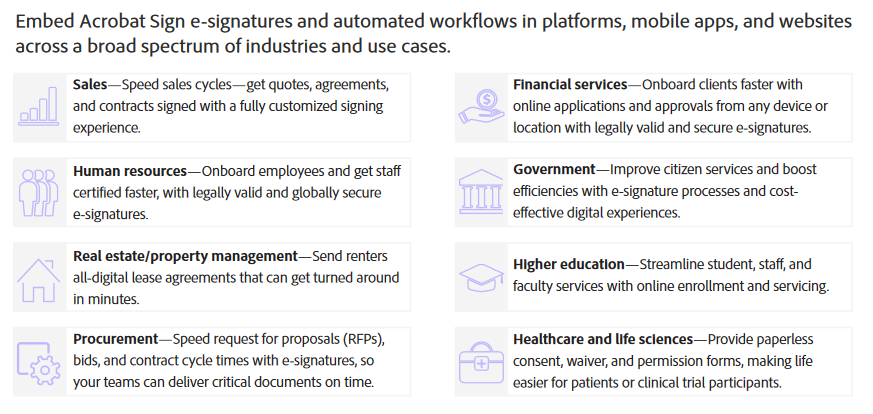 Embed Acrobat Sign e-signatures and automated workflows in platforms, mobile apps, and websites
across a broad spectrum of industries and use cases.
Sales—Speed sales cycles—get quotes, agreements,
and contracts signed with a fully customized signing
experience.
Human resources—Onboard employees and get staff
certified faster, with legally valid and globally secure
e-signatures.
Real estate/property management—Send renters
all-digital lease agreements that can get turned around
in minutes.
Procurement—Speed request for proposals (RFPs),
bids, and contract cycle times with e-signatures, so
your teams can deliver critical documents on time.
Financial services—Onboard clients faster with
online applications and approvals from any device or
location with legally valid and secure e-signatures.
Government—Improve citizen services and boost
efficiencies with e-signature processes and cost-
effective digital experiences.
Higher education—Streamline student, staff, and
faculty services with online enrollment and servicing.
Healthcare and life sciences—Provide paperless
consent, waiver, and permission forms, making life
easier for patients or clinical trial participants.